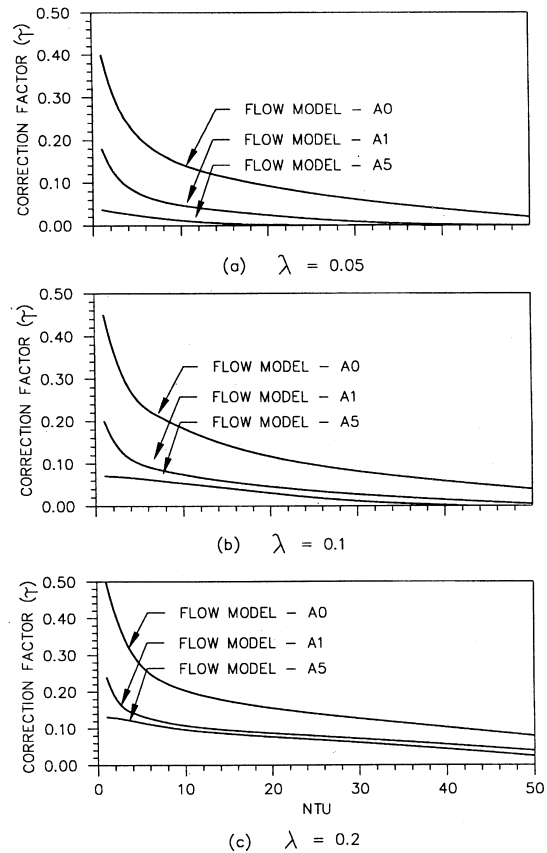 CORRECTION FACTOR (τ)
0.50
0.40
0.30
0.20
0.10
0.00
FLOW MODEL - A0
FLOW MODEL - A1
FLOW MODEL - A5
(a) λ = 0.05
CORRECTION FACTOR (τ)
0.50
0.40
0.30
0.20
0.10
0.00
FLOW MODEL - A0
FLOW MODEL - A1
FLOW MODEL - A5
(b) λ = 0.1
CORRECTION FACTOR (τ)
0.50
0.40
0.30
0.20
0.10
0.00
FLOW MODEL - A0
FLOW MODEL - A1
FLOW MODEL - A5
0 10 20 30 40 50
NTU
(c) λ = 0.2